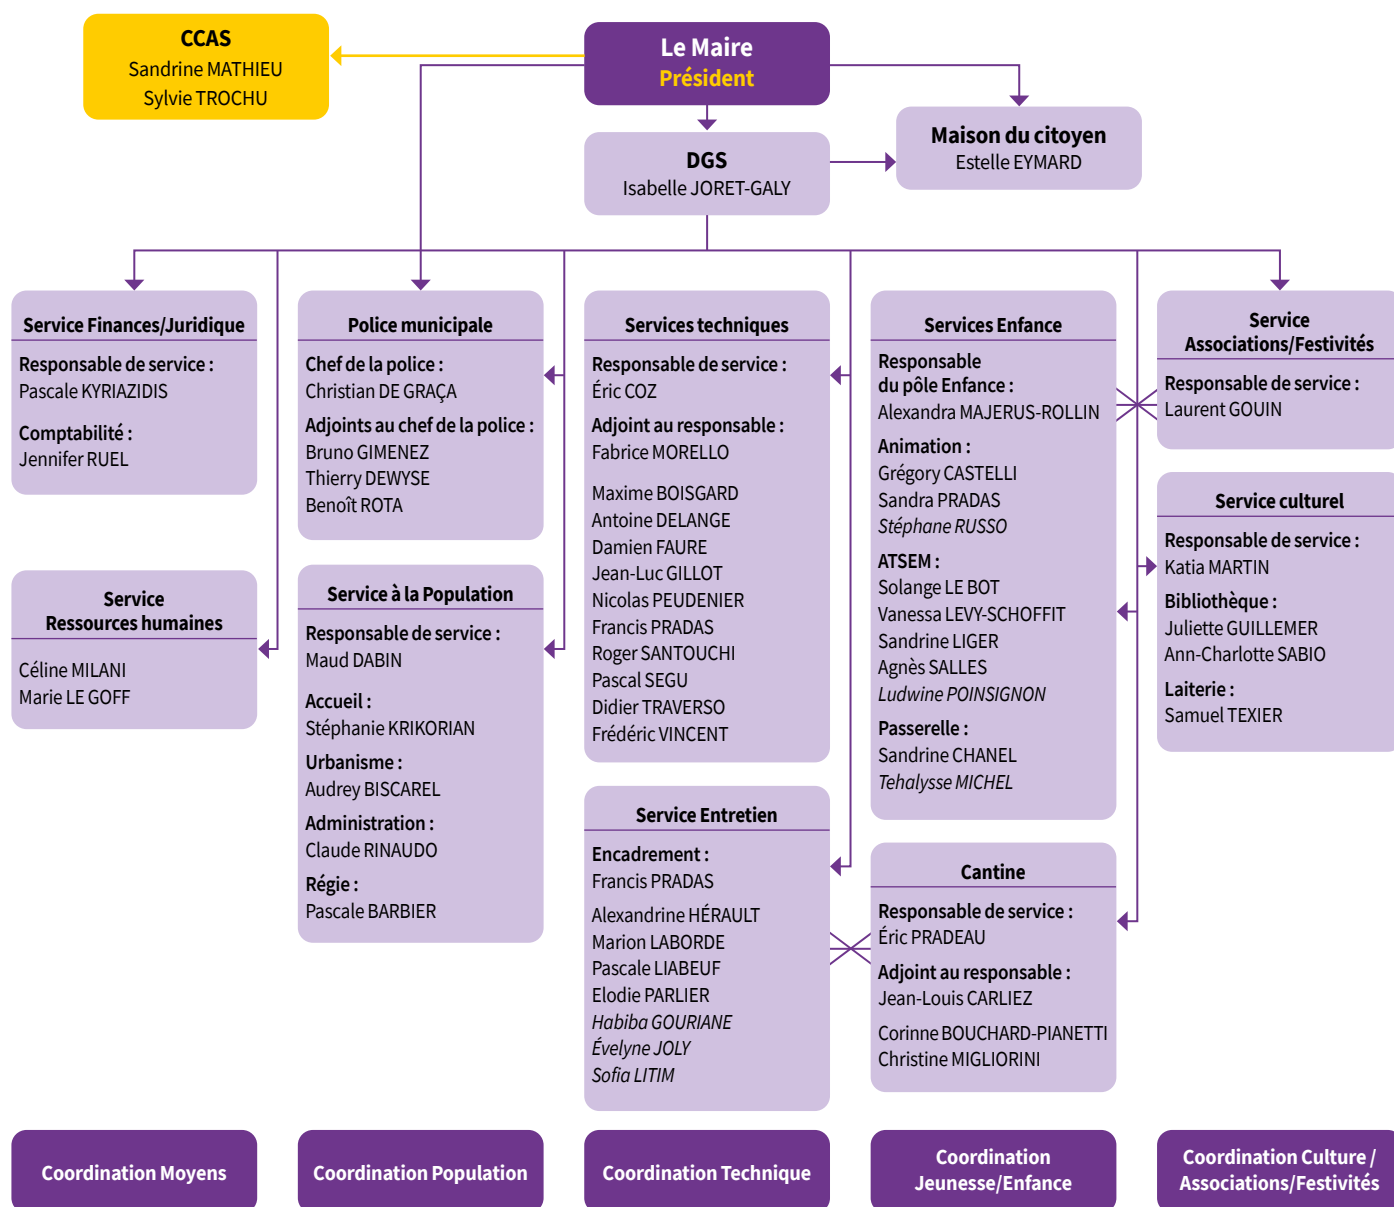 CCAS
Sandrine MATHIEU
Sylvie TROCHU
Le Maire
Président
DGS
Isabelle JORET-GALY
Maison du citoyen
Estelle EYMARD
Service Finances/Juridique
Responsable de service :
Pascale KYRIAZIDIS
Comptabilité :
Jennifer RUEL
Service
Ressources humaines
Céline MILANI
Marie LE GOFF
Police municipale
Chef de la police :
Christian DE GRAÇA
Adjoints au chef de la police :
Bruno GIMENEZ
Thierry DEWYSE
Benoît ROTA
Service à la Population
Responsable de service :
Maud DABIN
Accueil :
Stéphanie KRIKORIAN
Urbanisme :
Audrey BISCAREL
Administration :
Claude RINAUDO
Régie :
Pascale BARBIER
Services techniques
Responsable de service :
Éric COZ
Adjoint au responsable :
Fabrice MORELLO
Maxime BOISGARD
Antoine DELANGE
Damien FAURE
Jean-Luc GILLOT
Nicolas PEUDENIER
Francis PRADAS
Roger SANTOUCHI
Pascal SEGU
Didier TRAVERSO
Frédéric VINCENT
Service Entretien
Encadrement :
Francis PRADAS
Alexandrine HÉRAULT
Marion LABORDE
Pascale LIABEUF
Elodie PARLIER
Habiba GOURIANE
Évelyne JOLY
Sofia LITIM
Services Enfance
Responsable
du pôle Enfance :
Alexandra MAJERUS-ROLLIN
Animation :
Grégory CASTELLI
Sandra PRADAS
Stéphane RUSSO
ATSEM :
Solange LE BOT
Vanessa LEVY-SCHOFFIT
Sandrine LIGER
Agnès SALLES
Ludwine POINSIGNON
Passerelle :
Sandrine CHANEL
Tehalysse MICHEL
Cantine
Responsable de service :
Éric PRADEAU
Adjoint au responsable :
Jean-Louis CARLIEZ
Corinne BOUCHARD-PIANETTI
Christine MIGLIORINI
Service
Associations/Festivités
Responsable de service :
Laurent GOUIN
Service culturel
Responsable de service :
Katia MARTIN
Bibliothèque :
Juliette GUILLEMER
Ann-Charlotte SABIO
Laiterie :
Samuel TEXIER
Coordination Moyens
Coordination Population
Coordination Technique
Coordination
Jeunesse/Enfance
Coordination Culture /
Associations/Festivités